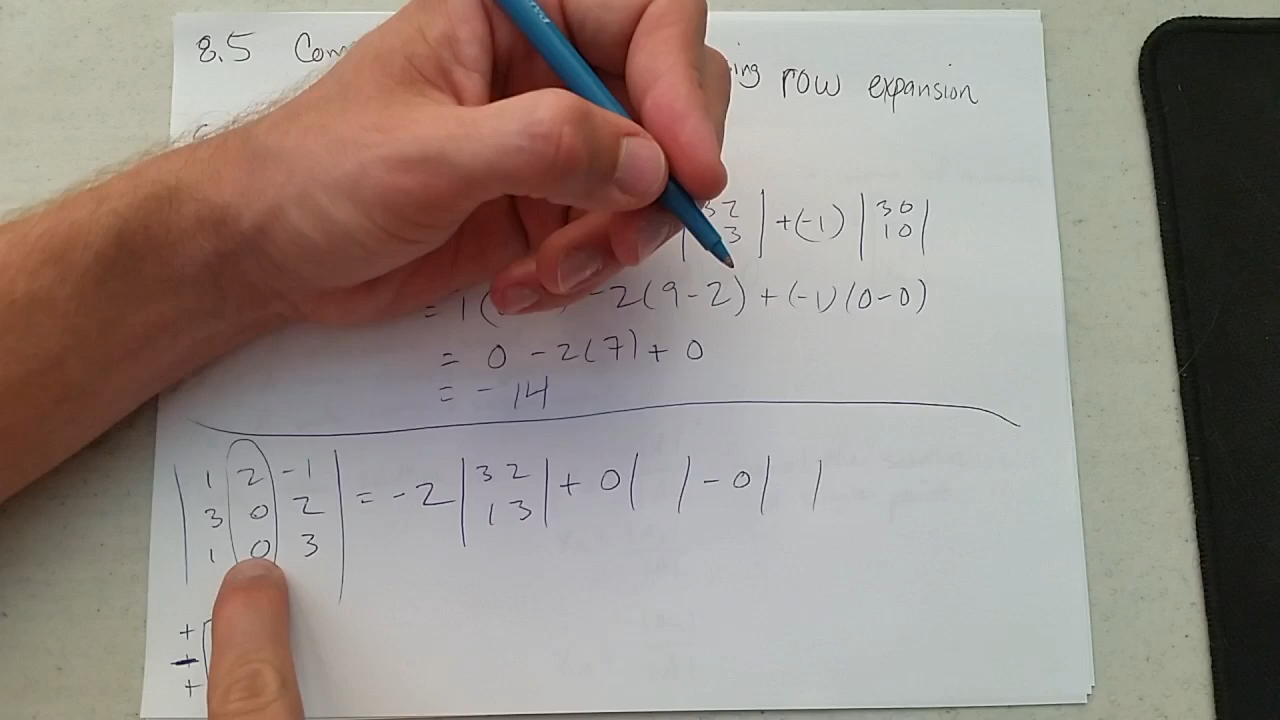 8.5 row expansion
3 2 | + (-1) | 3 0 |
3 | 1 0 |
= 1( - 2(9 - 2) + (-1)(0 - 0)
= 0 - 2(7) + 0
= -14
| 1 2 -1 | = -2 | 3 2 | + 0 | | - 0 | |
| 3 0 2 | | 1 3 |
| 1 0 3 |
+
-
+